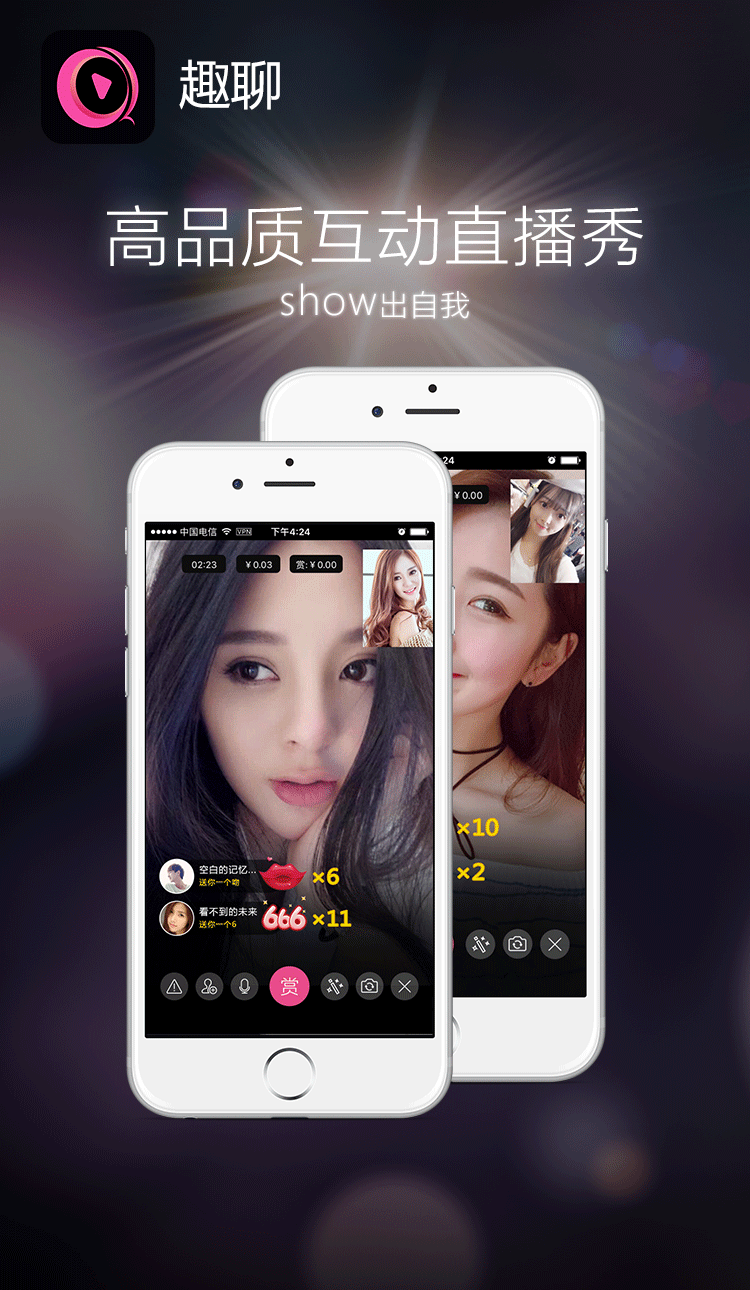 趣聊
高品质互动直播秀
show出自我
24
¥0.00
中国电信 VPN 下午4:24
02:23 ¥0.03 赏:¥0.00
×10
×2
空白的记忆...
送你一个吻
×6
看不到的未来
送你一个6
666 ×11
赏